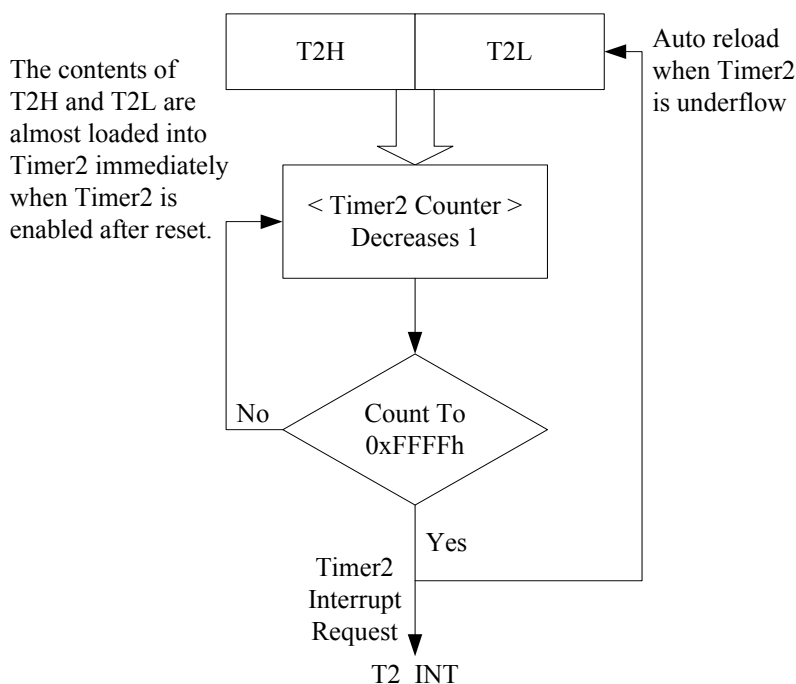 T2H
T2L
Auto reload
when Timer2
is underflow
The contents of
T2H and T2L are
almost loaded into
Timer2 immediately
when Timer2 is
enabled after reset.
< Timer2 Counter >
Decreases 1
No
Count To
0xFFFFh
Yes
Timer2
Interrupt
Request
T2_INT